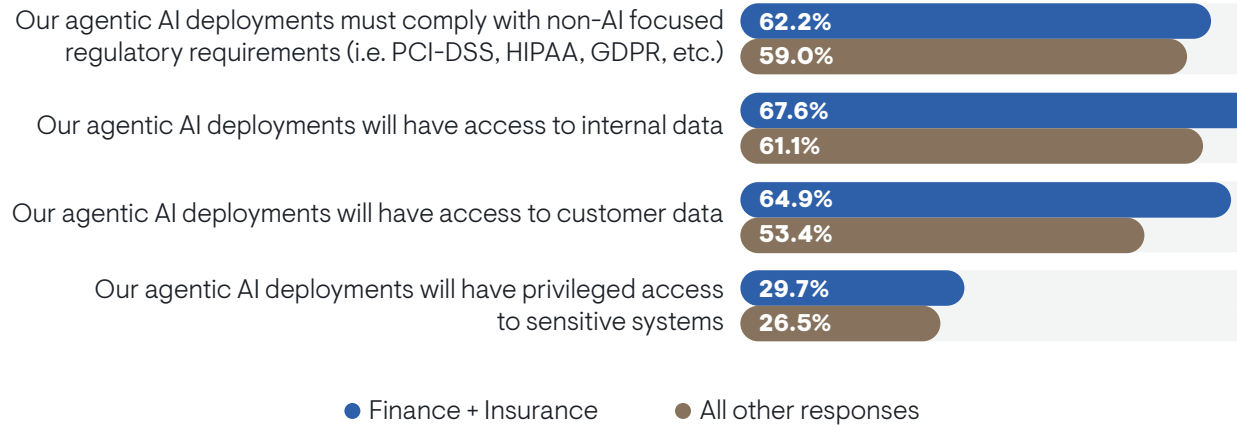 Our agentic AI deployments must comply with non-AI focused
regulatory requirements (i.e. PCI-DSS, HIPAA, GDPR, etc.)
62.2%
59.0%
Our agentic AI deployments will have access to internal data
67.6%
61.1%
Our agentic AI deployments will have access to customer data
64.9%
53.4%
Our agentic AI deployments will have privileged access
to sensitive systems
29.7%
26.5%
Finance + Insurance
All other responses